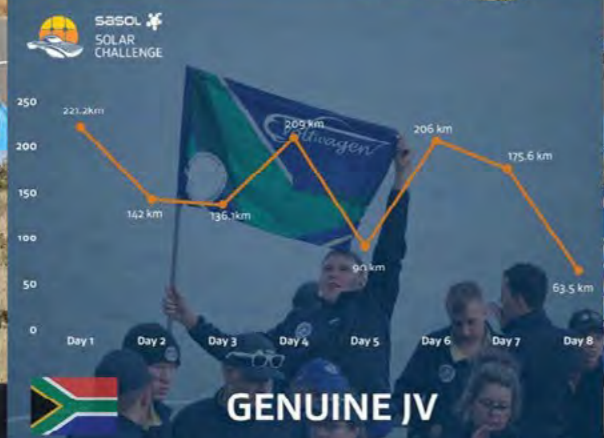 sasol
SOLAR
CHALLENGE
250
221.2km
209 km
206 km
200
175.6 km
150
142 km
136.1km
100
90 km
50
63.5 km
0
Day 1 Day 2 Day 3 Day 4 Day 5 Day 6 Day 7 Day 8
GENUINE JV